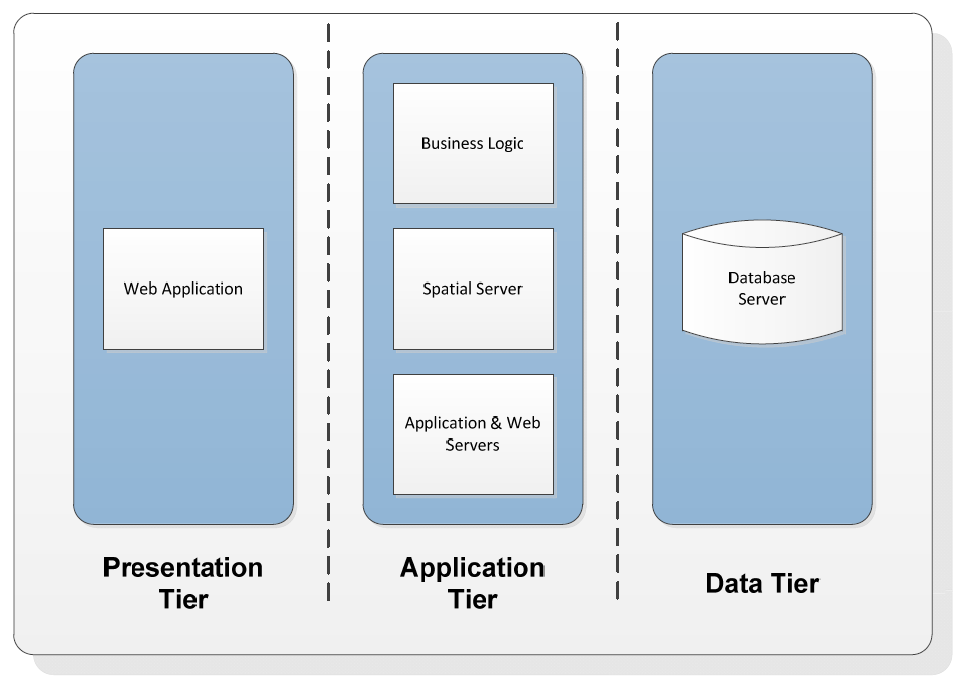 Business Logic
Web Application
Spatial Server
Database
Server
Application & Web
Servers
Presentation
Tier
Application
Tier
Data Tier